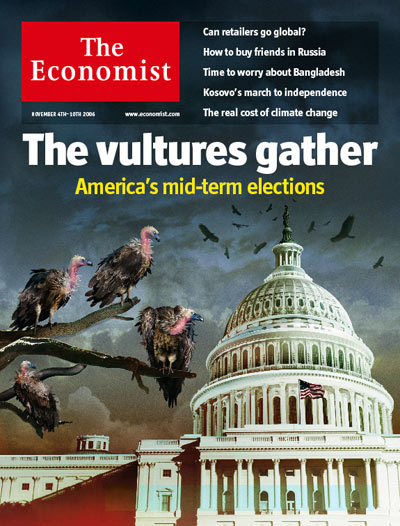 The
Economist
Can retailers go global?
How to buy friends in Russia
Time to worry about Bangladesh
Kosovo's march to independence
The real cost of climate change
NOVEMBER 4TH–10TH 2006
www.economist.com
The vultures gather
America's mid-term elections